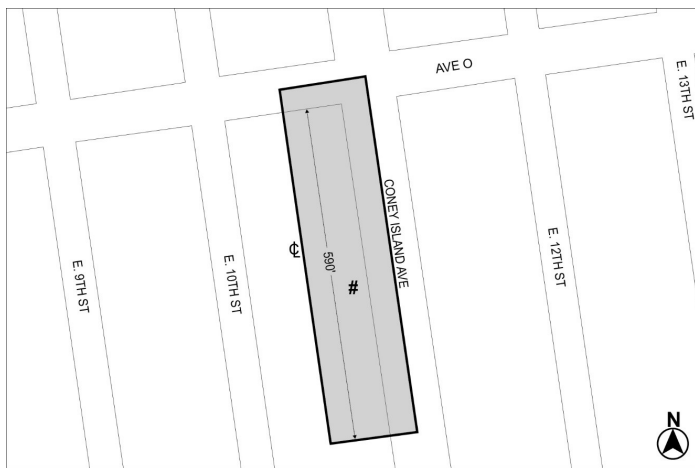 AVE O
E. 13TH ST
CONEY ISLAND AVE
℄
590'
#
E. 9TH ST
E. 10TH ST
E. 12TH ST
N